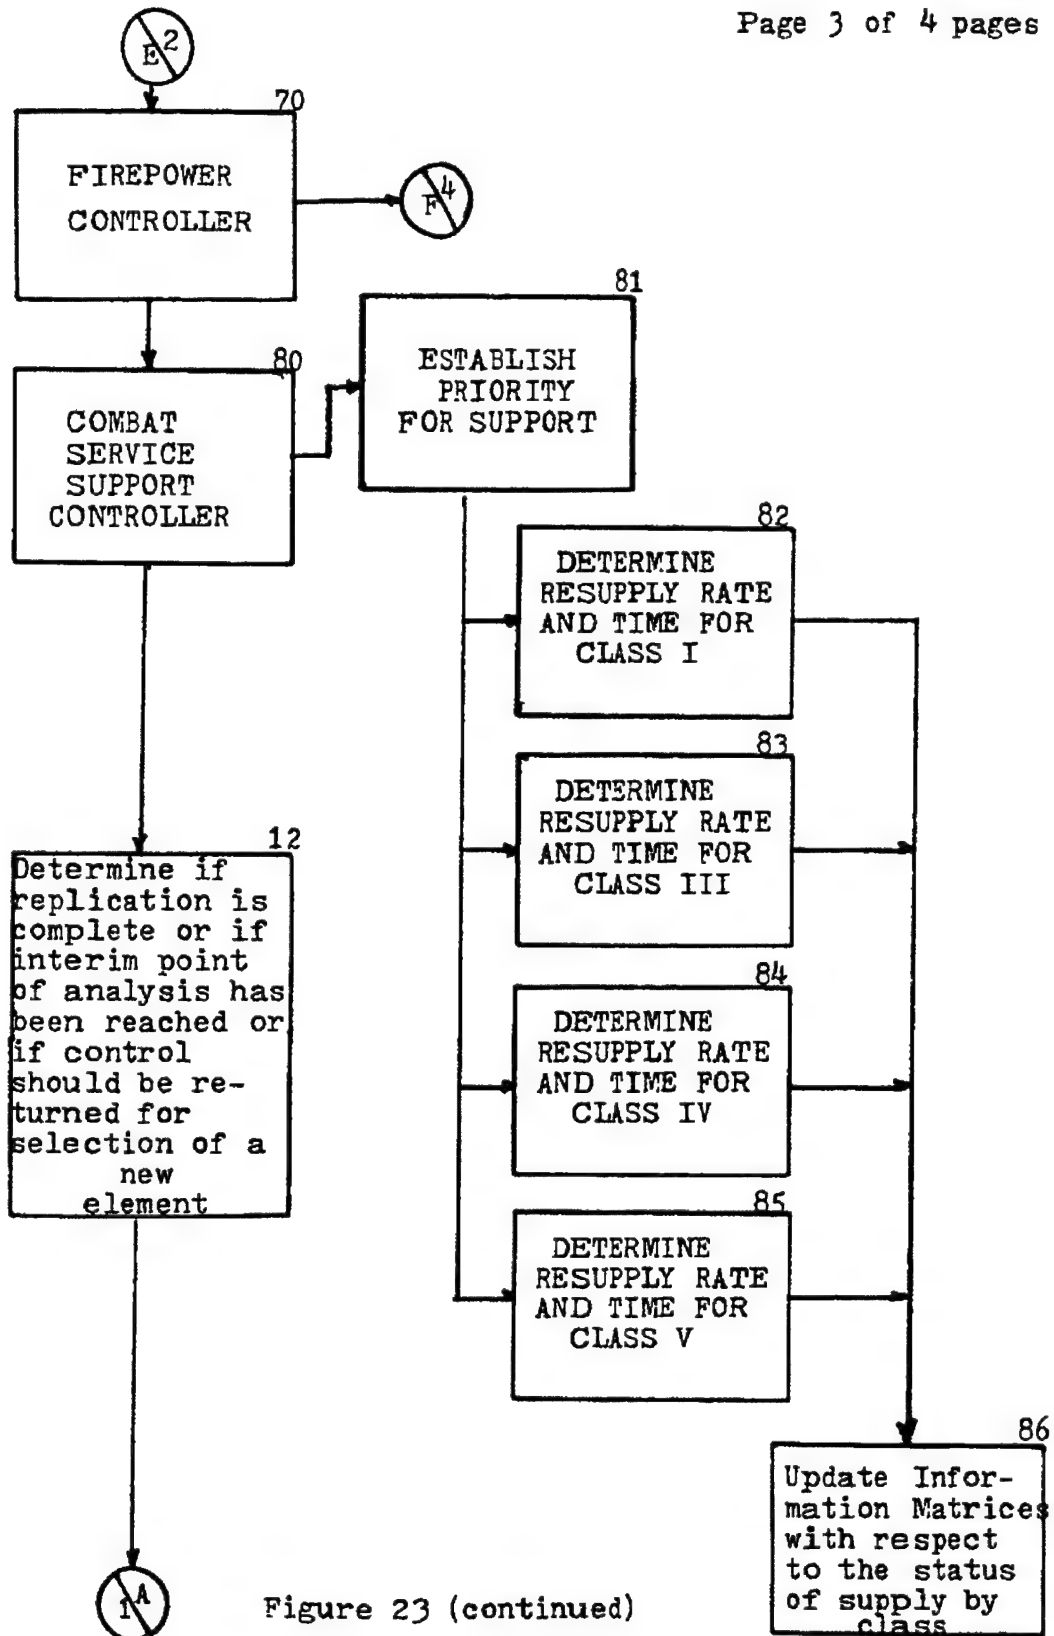 Page 3 of 4 pages
E 2
70
FIREPOWER
CONTROLLER
F 4
81
ESTABLISH
PRIORITY
FOR SUPPORT
80
COMBAT
SERVICE
SUPPORT
CONTROLLER
82
DETERMINE
RESUPPLY RATE
AND TIME FOR
CLASS I
83
DETERMINE
RESUPPLY RATE
AND TIME FOR
CLASS III
12
Determine if
replication is
complete or if
interim point
of analysis has
been reached or
if control
should be re-
turned for
selection of a
new
element
84
DETERMINE
RESUPPLY RATE
AND TIME FOR
CLASS IV
85
DETERMINE
RESUPPLY RATE
AND TIME FOR
CLASS V
86
Update Infor-
mation Matrices
with respect
to the status
of supply by
class
1 A
Figure 23 (continued)